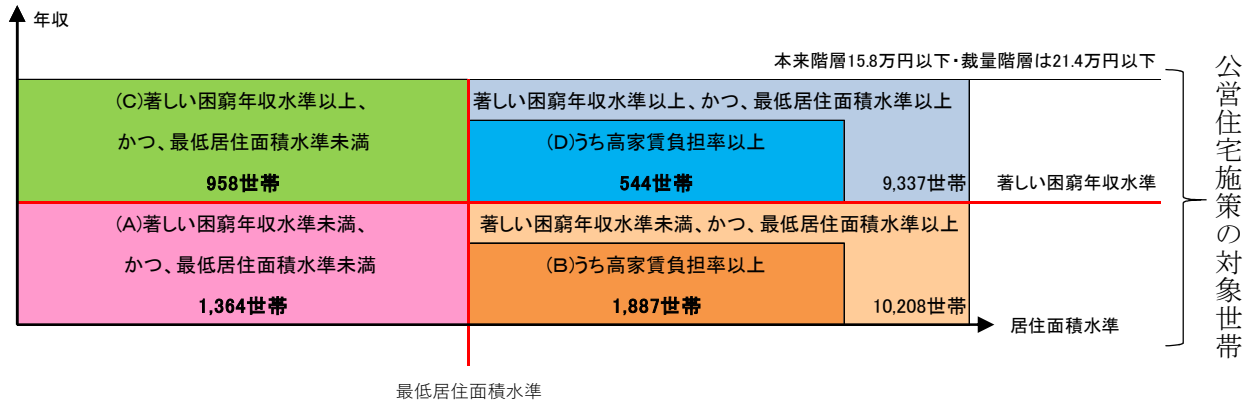 年収
本来階層15.8万円以下・裁量階層は21.4万円以下
(C)著しい困窮年収水準以上、
かつ、最低居住面積水準未満
958世帯
著しい困窮年収水準以上、かつ、最低居住面積水準以上
(D)うち高家賃負担率以上
544世帯
9,337世帯
著しい困窮年収水準
(A)著しい困窮年収水準未満、
かつ、最低居住面積水準未満
1,364世帯
著しい困窮年収水準未満、かつ、最低居住面積水準以上
(B)うち高家賃負担率以上
1,887世帯
10,208世帯
居住面積水準
最低居住面積水準
公営住宅施策の対象世帯